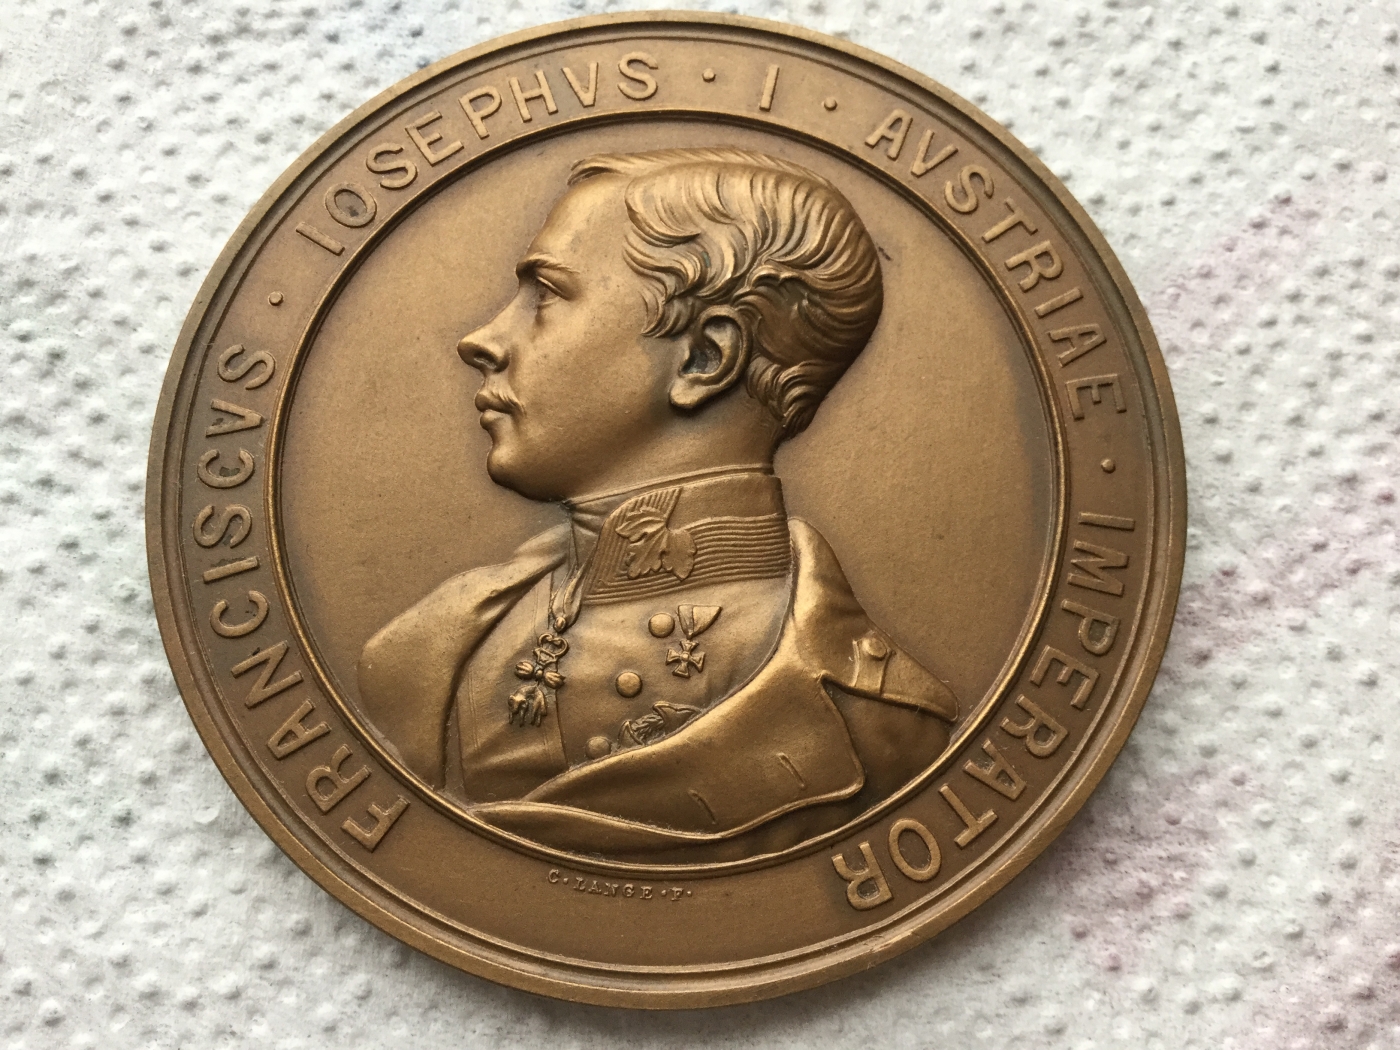 FRANCISCVS · IOSEPHVS · I · AVSTRIAE · IMPERATOR
C·LANGE·F·